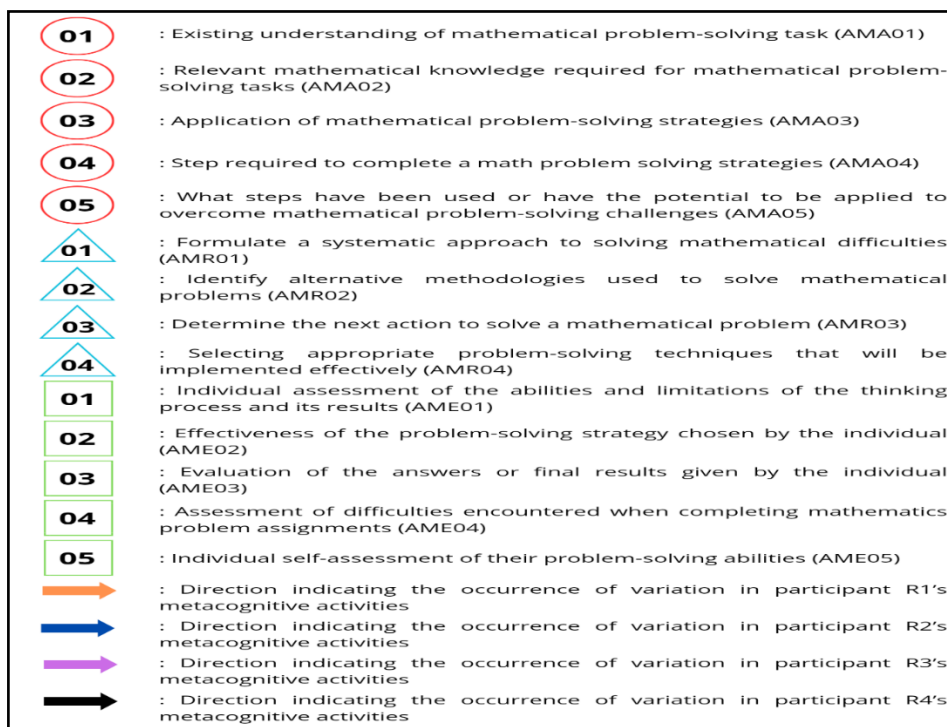 01 : Existing understanding of mathematical problem-solving task (AMA01)
02 : Relevant mathematical knowledge required for mathematical problem-
solving tasks (AMA02)
03 : Application of mathematical problem-solving strategies (AMA03)
04 : Step required to complete a math problem solving strategies (AMA04)
05 : What steps have been used or have the potential to be applied to
overcome mathematical problem-solving challenges (AMA05)
01 : Formulate a systematic approach to solving mathematical difficulties
(AMR01)
02 : Identify alternative methodologies used to solve mathematical
problems (AMR02)
03 : Determine the next action to solve a mathematical problem (AMR03)
04 : Selecting appropriate problem-solving techniques that will be
implemented effectively (AMR04)
01 : Individual assessment of the abilities and limitations of the thinking
process and its results (AME01)
02 : Effectiveness of the problem-solving strategy chosen by the individual
(AME02)
03 : Evaluation of the answers or final results given by the individual
(AME03)
04 : Assessment of difficulties encountered when completing mathematics
problem assignments (AME04)
05 : Individual self-assessment of their problem-solving abilities (AME05)
: Direction indicating the occurrence of variation in participant R1's
metacognitive activities
: Direction indicating the occurrence of variation in participant R2's
metacognitive activities
: Direction indicating the occurrence of variation in participant R3's
metacognitive activities
: Direction indicating the occurrence of variation in participant R4's
metacognitive activities